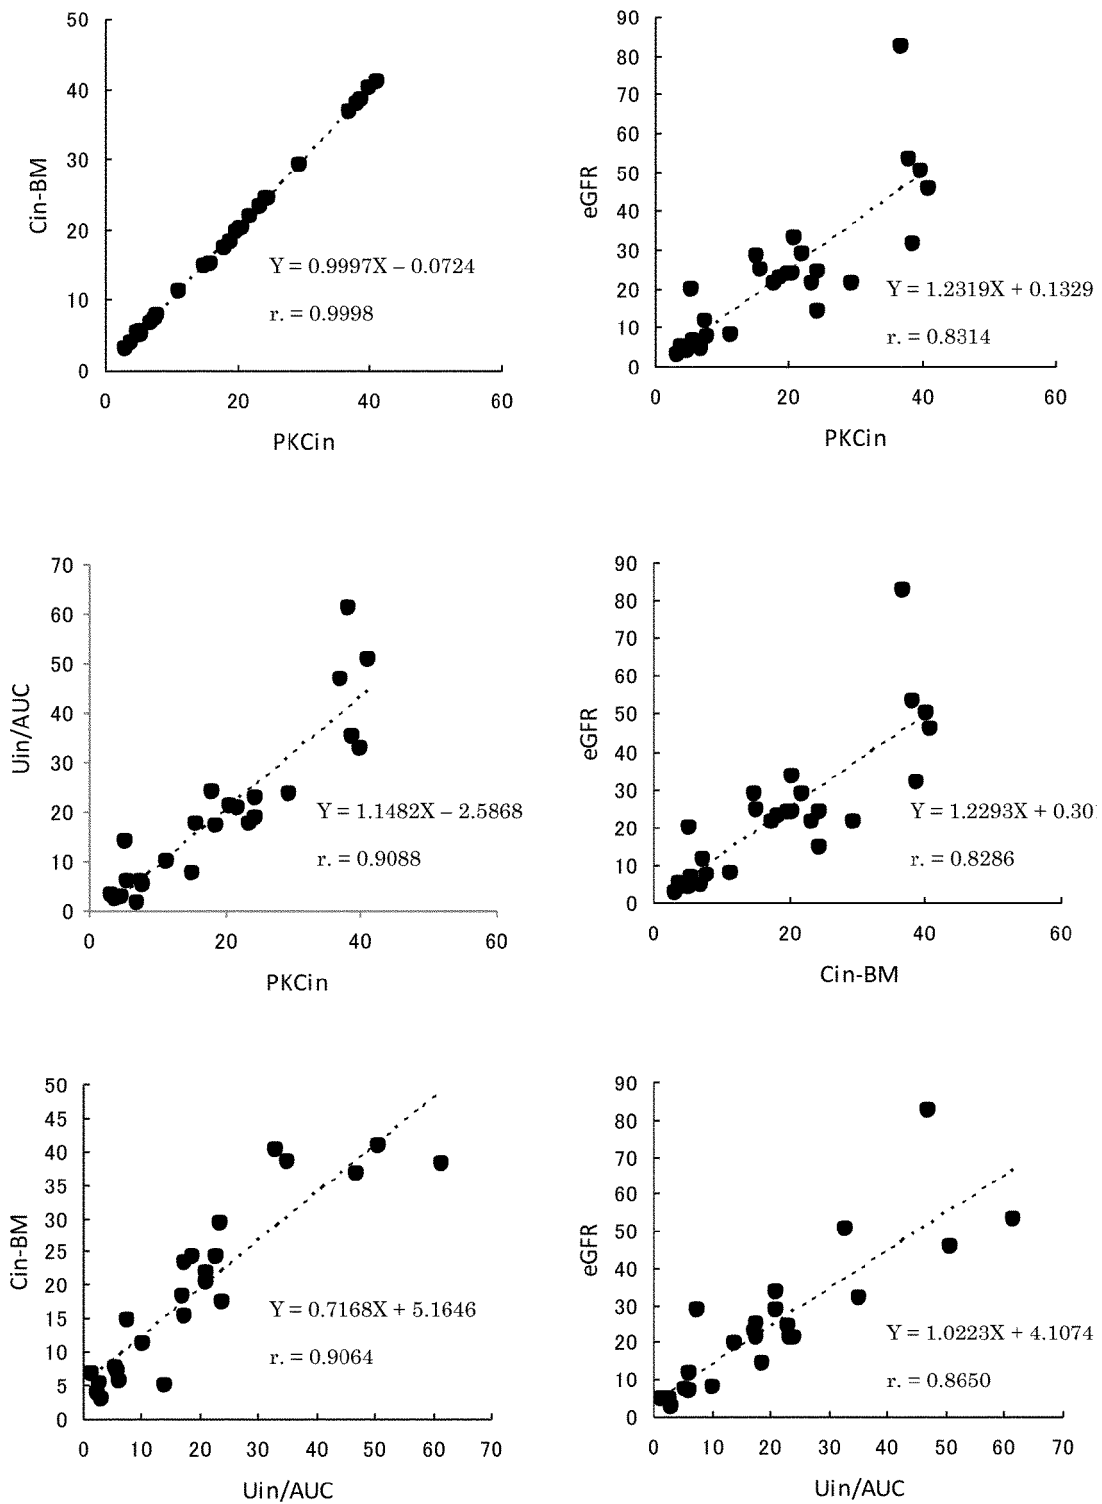 50
40
30
20
10
0
Cin-BM
Y = 0.9997X − 0.0724
r. = 0.9998
0 20 40 60
PKCin
90
80
70
60
50
40
30
20
10
0
eGFR
Y = 1.2319X + 0.1329
r. = 0.8314
0 20 40 60
PKCin
70
60
50
40
30
20
10
0
Uin/AUC
Y = 1.1482X − 2.5868
r. = 0.9088
0 20 40 60
PKCin
90
80
70
60
50
40
30
20
10
0
eGFR
Y = 1.2293X + 0.301
r. = 0.8286
0 20 40 60
Cin-BM
50
45
40
35
30
25
20
15
10
5
0
Cin-BM
Y = 0.7168X + 5.1646
r. = 0.9064
0 10 20 30 40 50 60 70
Uin/AUC
90
80
70
60
50
40
30
20
10
0
eGFR
Y = 1.0223X + 4.1074
r. = 0.8650
0 10 20 30 40 50 60 70
Uin/AUC